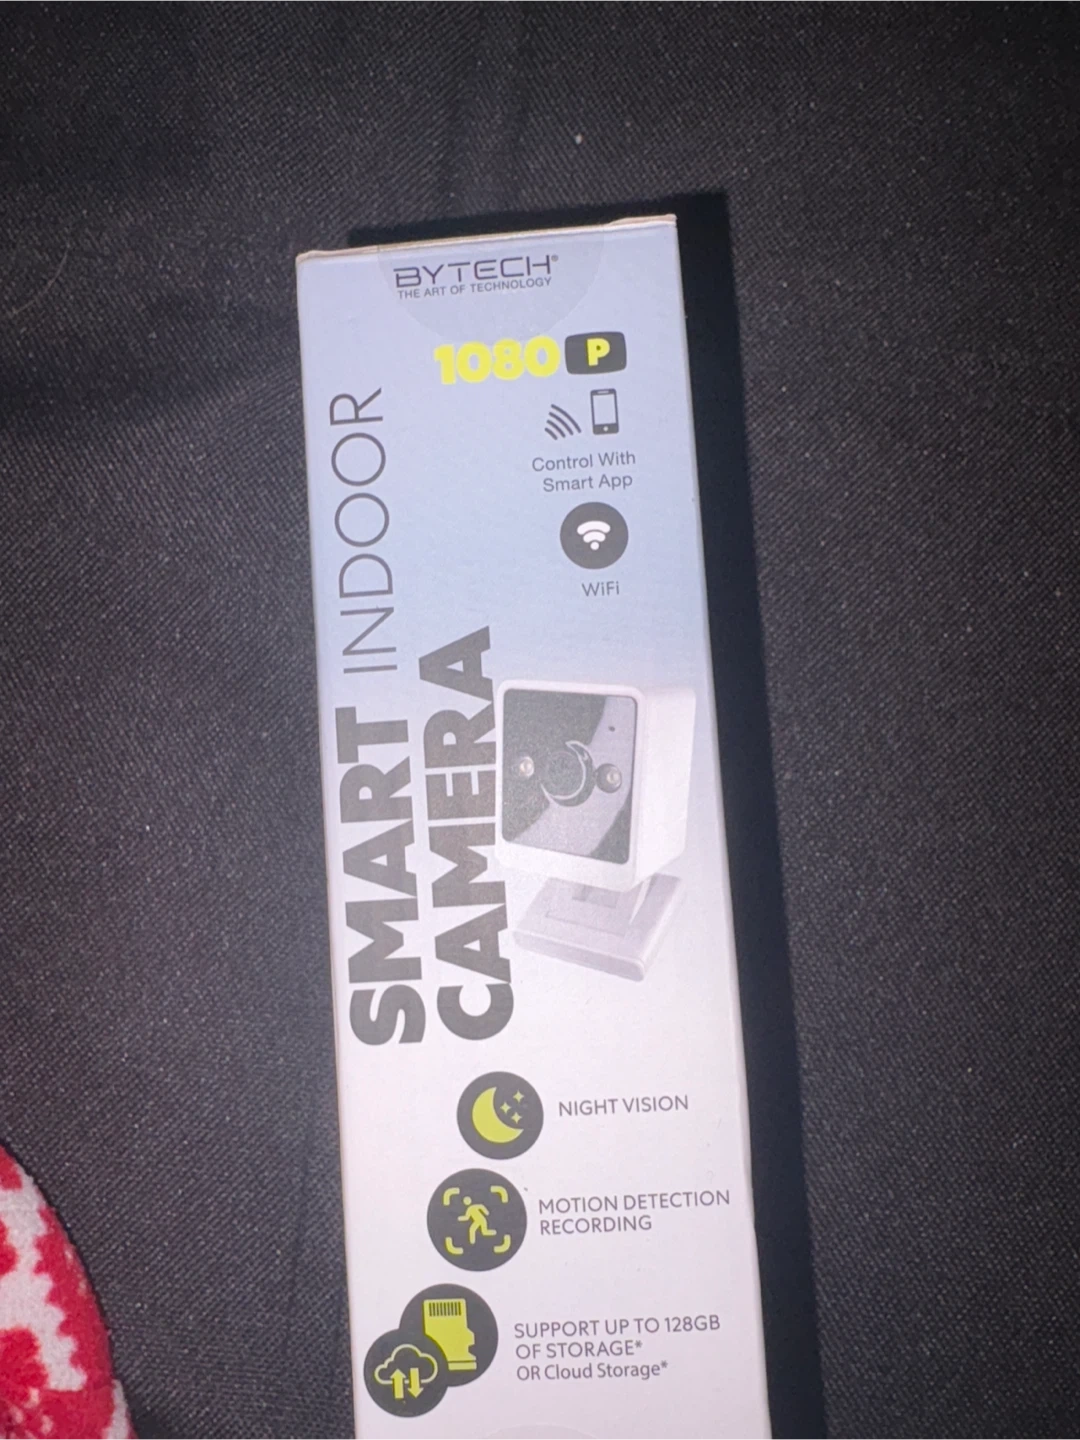 BYTECH®
THE ART OF TECHNOLOGY
1080 P
Control With
Smart App
WiFi
SMART INDOOR
CAMERA
NIGHT VISION
MOTION DETECTION
RECORDING
SUPPORT UP TO 128GB
OF STORAGE*
OR Cloud Storage*